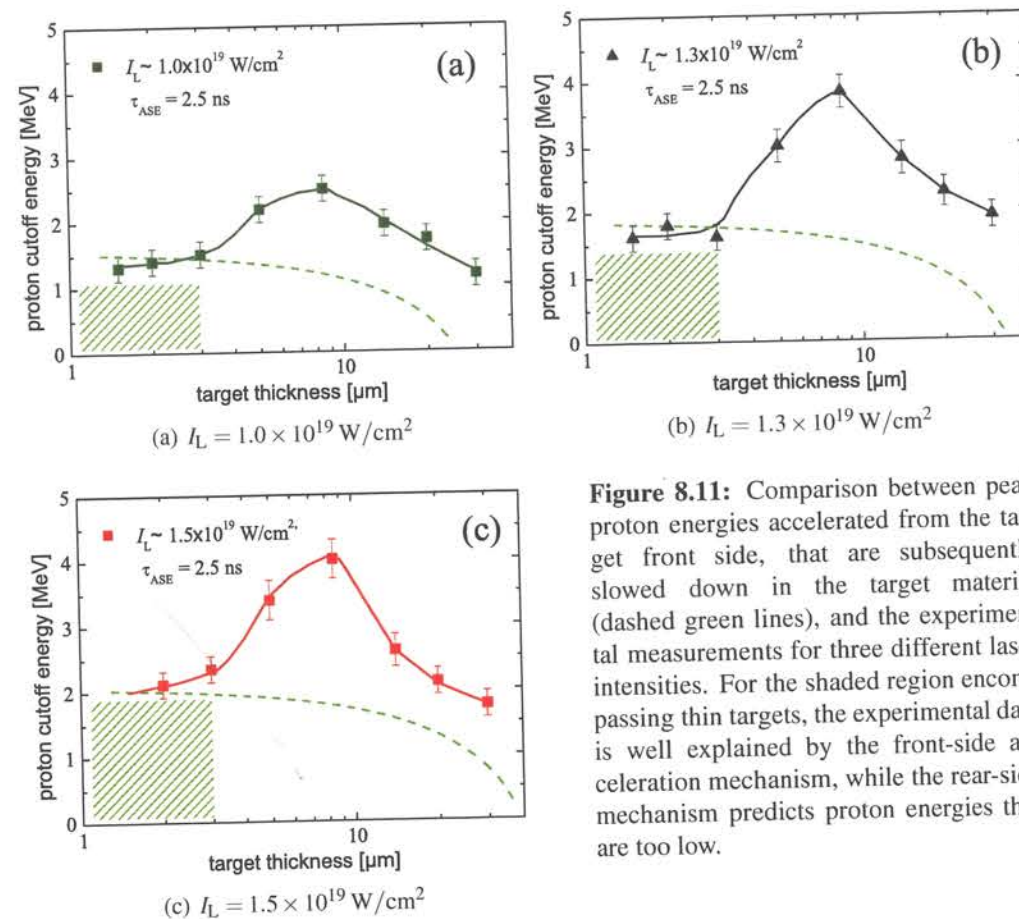 5
4
3
2
1
0
proton cutoff energy [MeV]
I_L ~ 1.0x10^19 W/cm^2
τ_ASE = 2.5 ns
(a)
1
10
target thickness [µm]
(a) I_L = 1.0 × 10^19 W/cm^2
5
4
3
2
1
0
proton cutoff energy [MeV]
I_L ~ 1.3x10^19 W/cm^2
τ_ASE = 2.5 ns
(b)
1
10
target thickness [µm]
(b) I_L = 1.3 × 10^19 W/cm^2
5
4
3
2
1
0
proton cutoff energy [MeV]
I_L ~ 1.5x10^19 W/cm^2,
τ_ASE = 2.5 ns
(c)
1
10
target thickness [µm]
(c) I_L = 1.5 × 10^19 W/cm^2
Figure 8.11: Comparison between pea
proton energies accelerated from the ta
get front side, that are subsequent
slowed down in the target materi
(dashed green lines), and the experimer
tal measurements for three different las
intensities. For the shaded region encon
passing thin targets, the experimental da
is well explained by the front-side a
celeration mechanism, while the rear-si
mechanism predicts proton energies th
are too low.